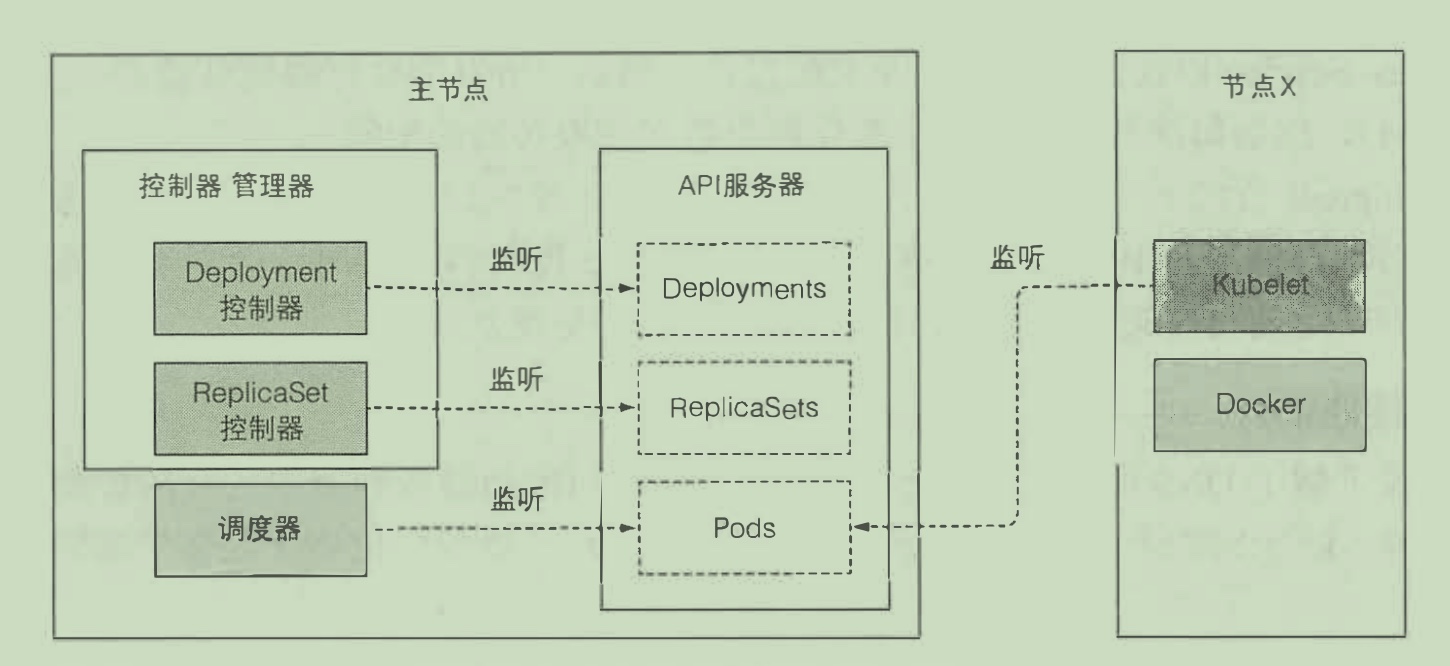 主节点
控制器 管理器
Deployment
控制器
监听
ReplicaSet
控制器
监听
调度器
监听
API服务器
Deployments
ReplicaSets
Pods
监听
节点X
Kubelet
Docker